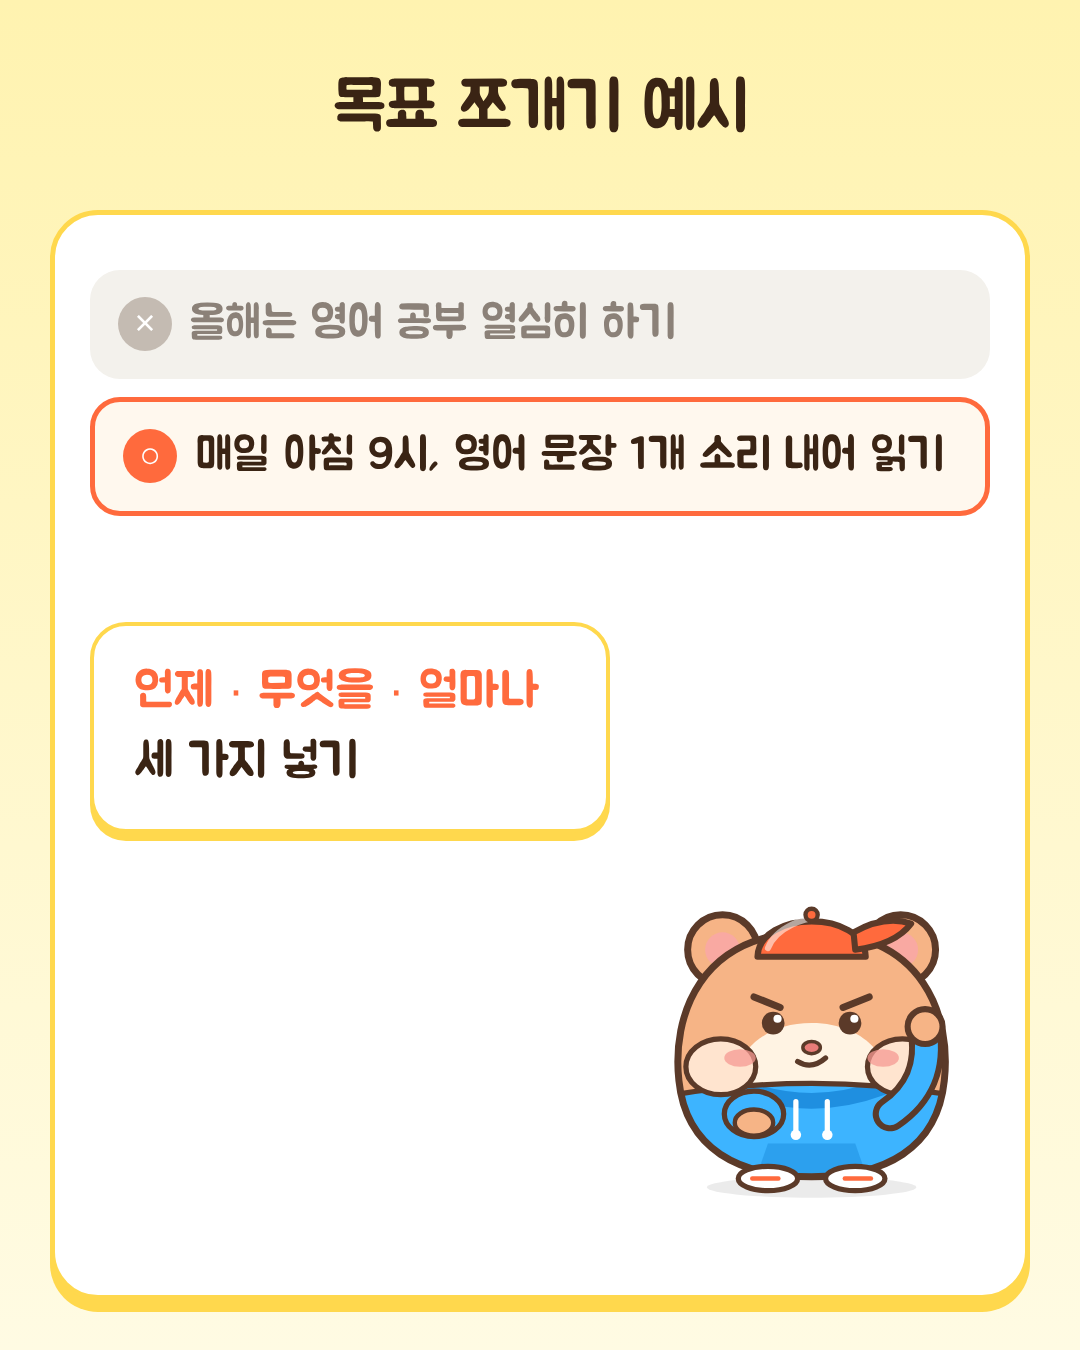 목표 쪼개기 예시
× 올해는 영어 공부 열심히 하기
○ 매일 아침 9시, 영어 문장 1개 소리 내어 읽기
언제 · 무엇을 · 얼마나
세 가지 넣기